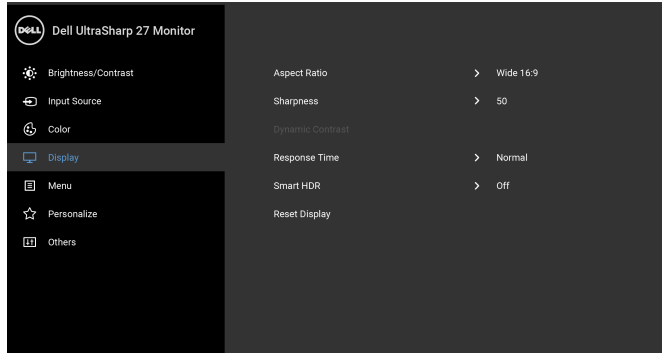 DELL Dell UltraSharp 27 Monitor
Brightness/Contrast
Input Source
Color
Display
Menu
Personalize
Others
Aspect Ratio Wide 16:9
Sharpness 50
Dynamic Contrast
Response Time Normal
Smart HDR Off
Reset Display